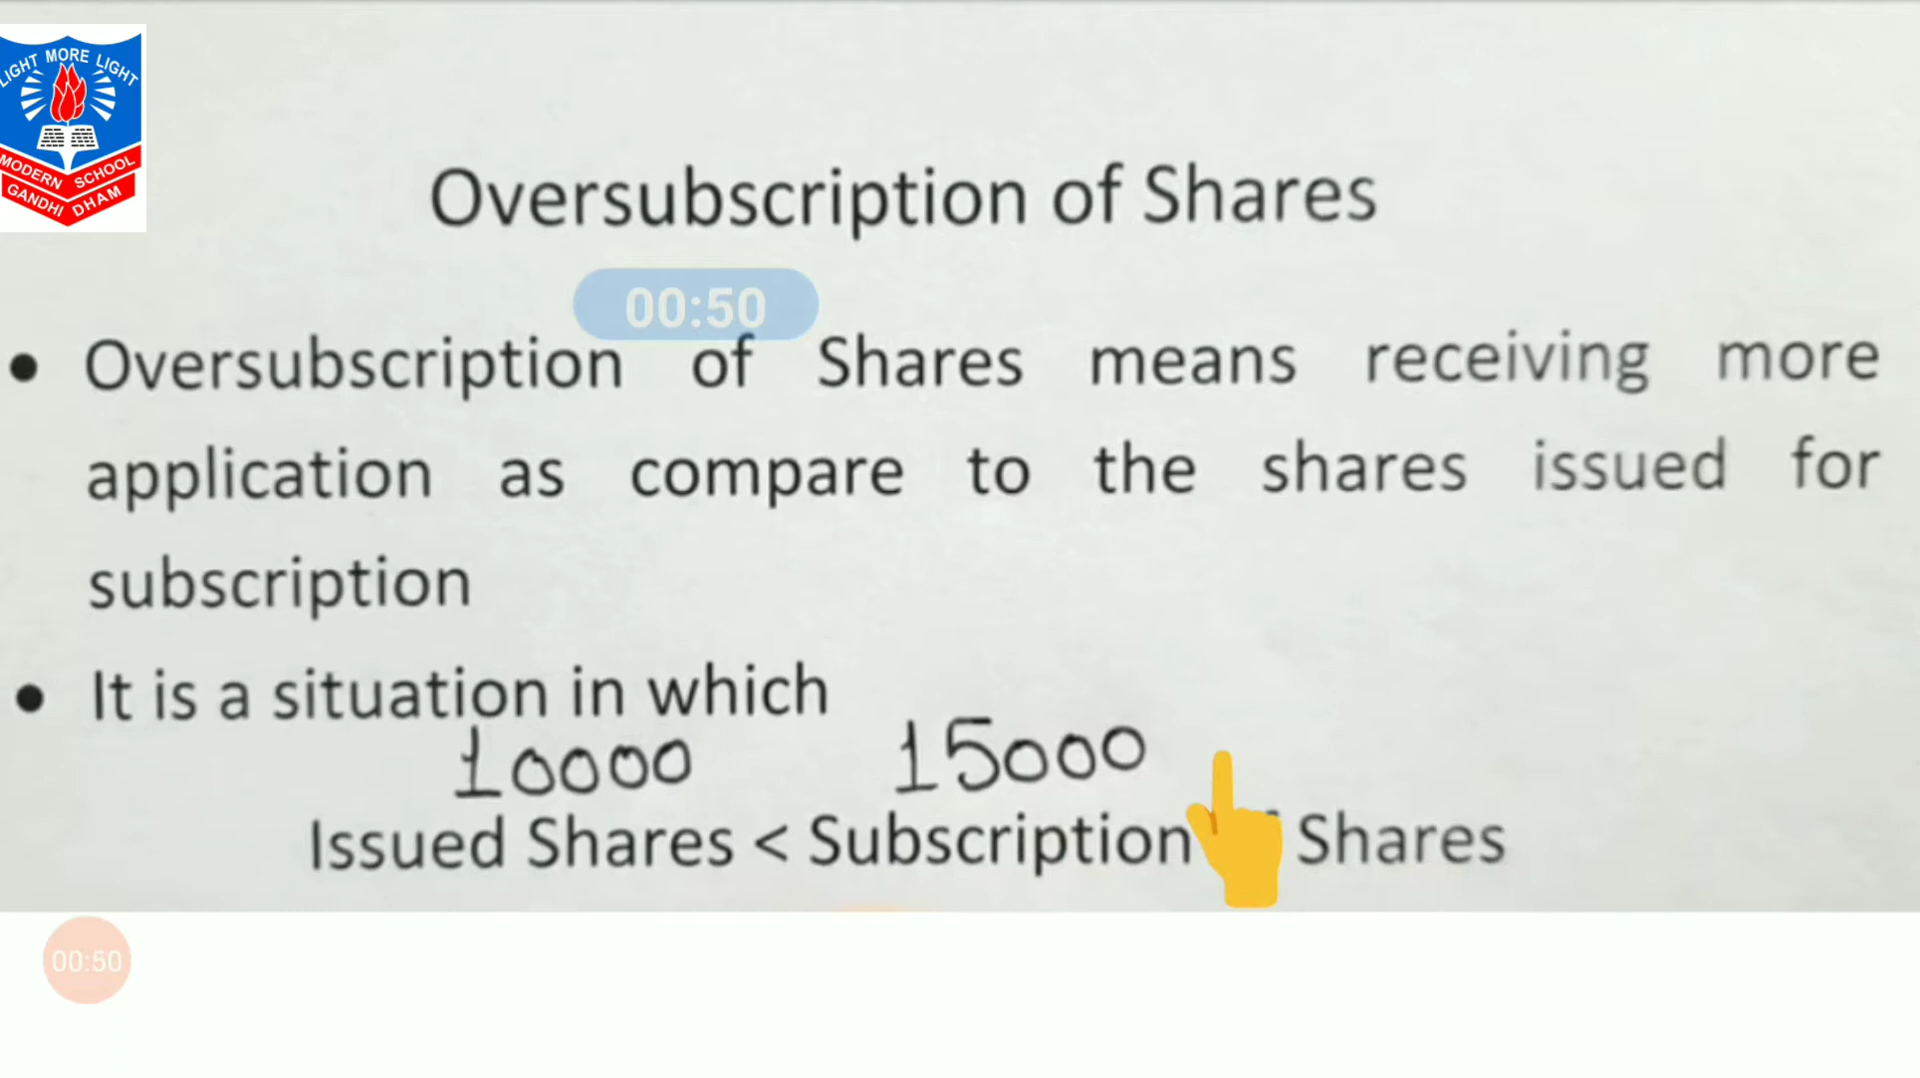 LIGHT MORE LIGHT
MODERN SCHOOL
GANDHI DHAM
Oversubscription of Shares
00:50
• Oversubscription of Shares means receiving more
application as compare to the shares issued for
subscription
• It is a situation in which
10000 15000
Issued Shares < Subscription Shares
00:50